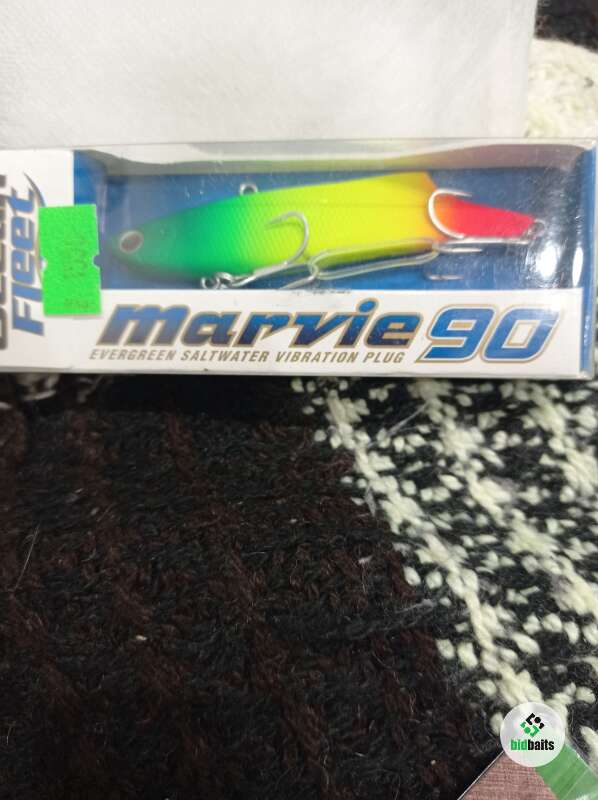 Fleet
marvie 90
EVERGREEN SALTWATER VIBRATION PLUG
bidbaits